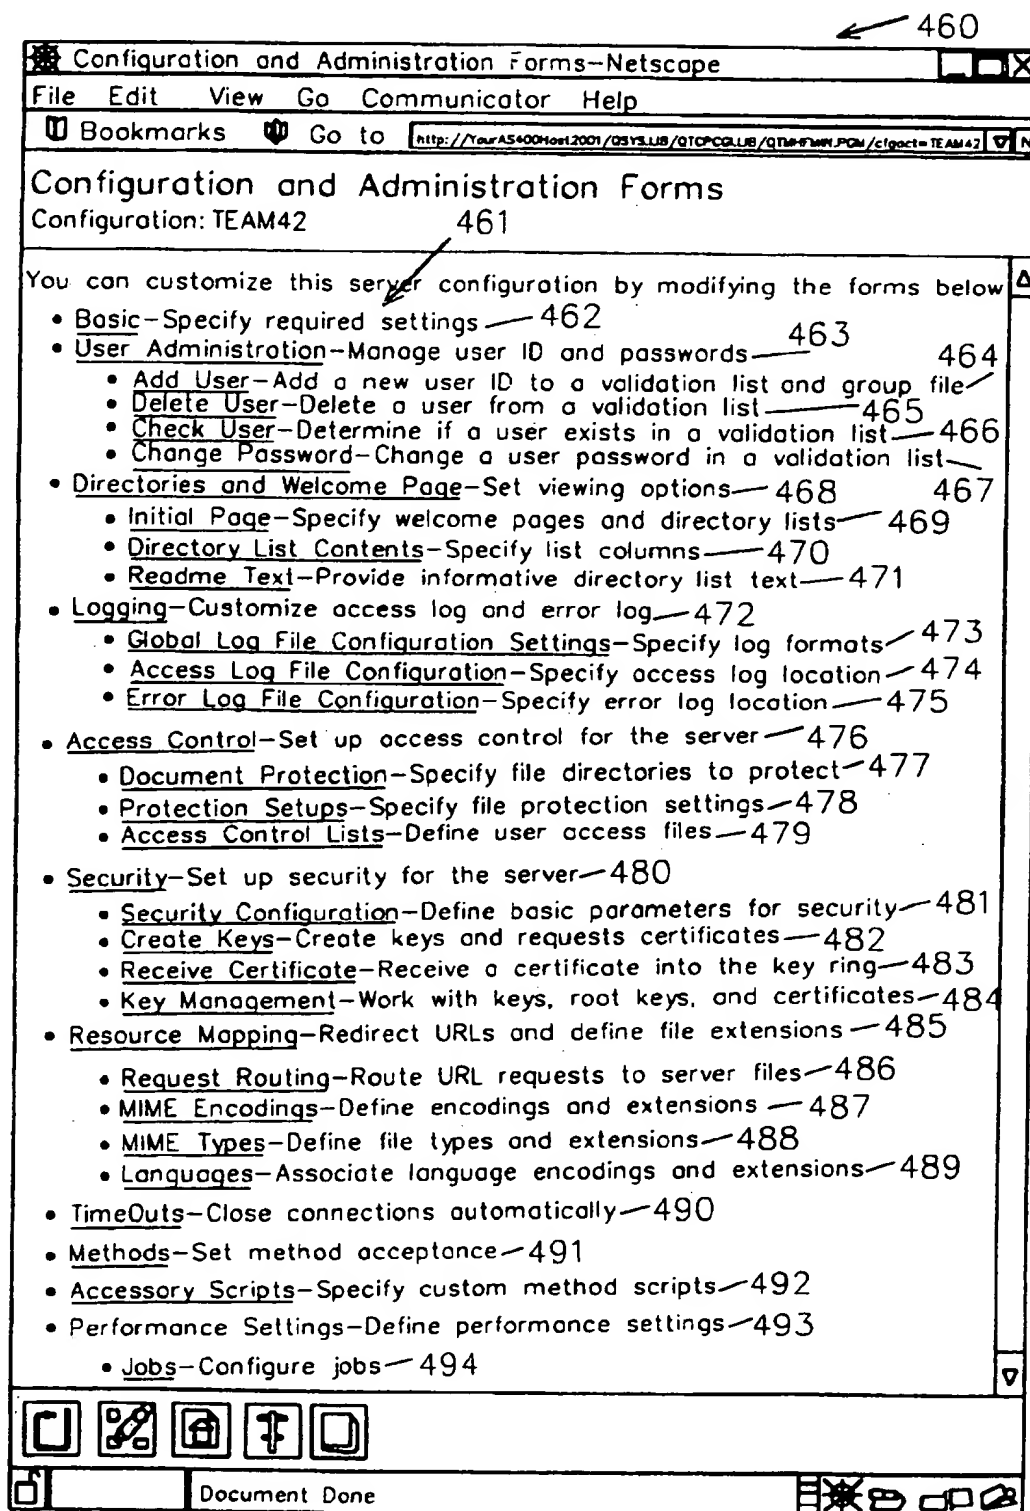 460
Configuration and Administration Forms-Netscape
File Edit View Go Communicator Help
Bookmarks Go to http://YourAS400Host:2001/QSYS.LIB/QTCPCGI.LIB/QTMHFMIN.PGM/cfgact=TEAM42 N
Configuration and Administration Forms
Configuration: TEAM42 461
You can customize this server configuration by modifying the forms below
• Basic-Specify required settings 462
• User Administration-Manage user ID and passwords 463
• Add User-Add a new user ID to a validation list and group file 464
• Delete User-Delete a user from a validation list 465
• Check User-Determine if a user exists in a validation list 466
• Change Password-Change a user password in a validation list 467
• Directories and Welcome Page-Set viewing options 468
• Initial Page-Specify welcome pages and directory lists 469
• Directory List Contents-Specify list columns 470
• Readme Text-Provide informative directory list text 471
• Logging-Customize access log and error log 472
• Global Log File Configuration Settings-Specify log formats 473
• Access Log File Configuration-Specify access log location 474
• Error Log File Configuration-Specify error log location 475
• Access Control-Set up access control for the server 476
• Document Protection-Specify file directories to protect 477
• Protection Setups-Specify file protection settings 478
• Access Control Lists-Define user access files 479
• Security-Set up security for the server 480
• Security Configuration-Define basic parameters for security 481
• Create Keys-Create keys and requests certificates 482
• Receive Certificate-Receive a certificate into the key ring 483
• Key Management-Work with keys, root keys, and certificates 484
• Resource Mapping-Redirect URLs and define file extensions 485
• Request Routing-Route URL requests to server files 486
• MIME Encodings-Define encodings and extensions 487
• MIME Types-Define file types and extensions 488
• Languages-Associate language encodings and extensions 489
• TimeOuts-Close connections automatically 490
• Methods-Set method acceptance 491
• Accessory Scripts-Specify custom method scripts 492
• Performance Settings-Define performance settings 493
• Jobs-Configure jobs 494
Document Done